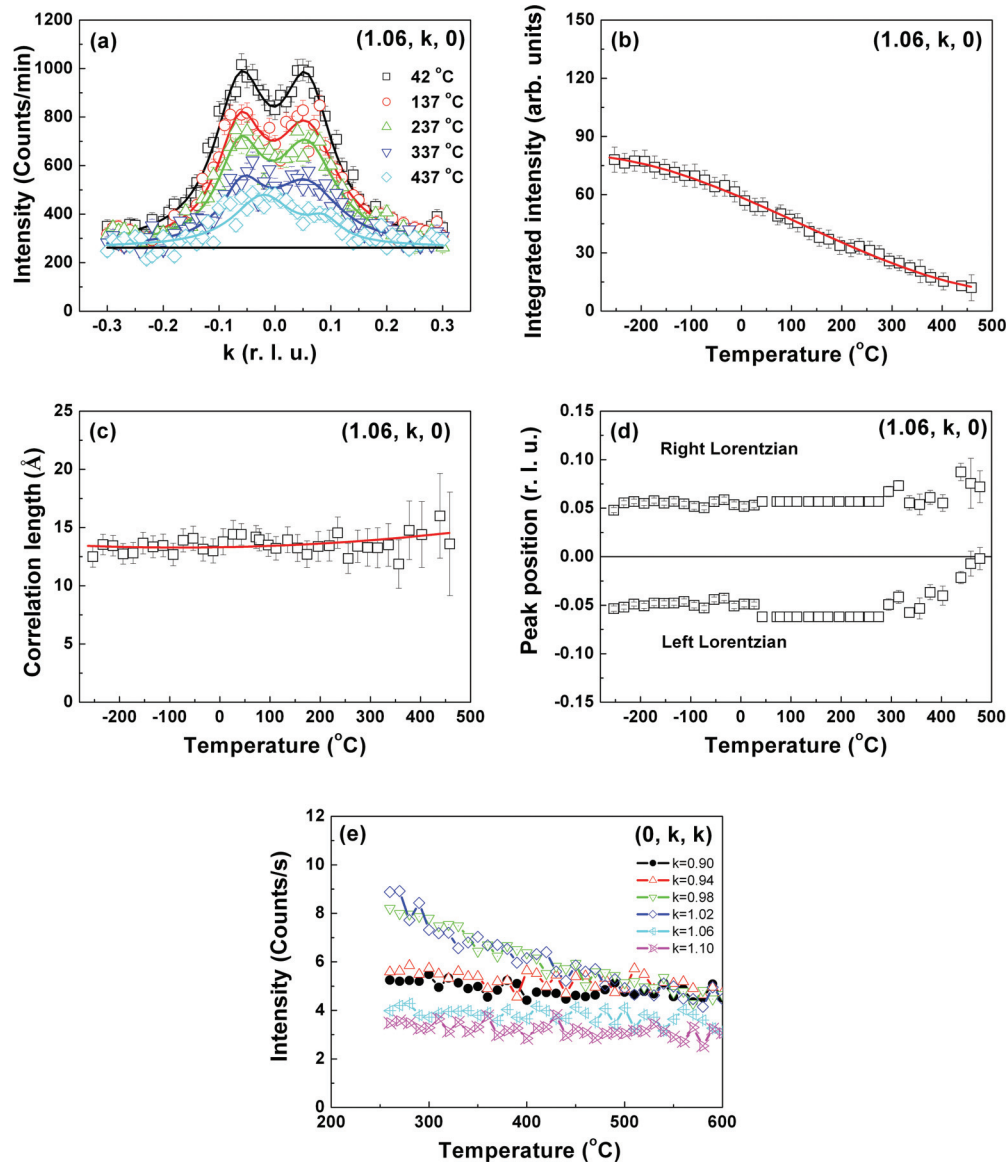 (a)
(1.06, k, 0)
42 °C
137 °C
237 °C
337 °C
437 °C
Intensity (Counts/min)
1200
1000
800
600
400
200
0
-0.3 -0.2 -0.1 0.0 0.1 0.2 0.3
k (r. l. u.)
(b)
(1.06, k, 0)
Integrated intensity (arb. units)
150
120
90
60
30
0
-200 -100 0 100 200 300 400 500
Temperature (°C)
(c)
(1.06, k, 0)
Correlation length (Å)
25
20
15
10
5
0
-200 -100 0 100 200 300 400 500
Temperature (°C)
(d)
(1.06, k, 0)
Right Lorentzian
Left Lorentzian
Peak position (r. l. u.)
0.15
0.10
0.05
0.00
-0.05
-0.10
-0.15
-200 -100 0 100 200 300 400 500
Temperature (°C)
(e)
(0, k, k)
k=0.90
k=0.94
k=0.98
k=1.02
k=1.06
k=1.10
Intensity (Counts/s)
12
10
8
6
4
2
0
200 300 400 500 600
Temperature (°C)